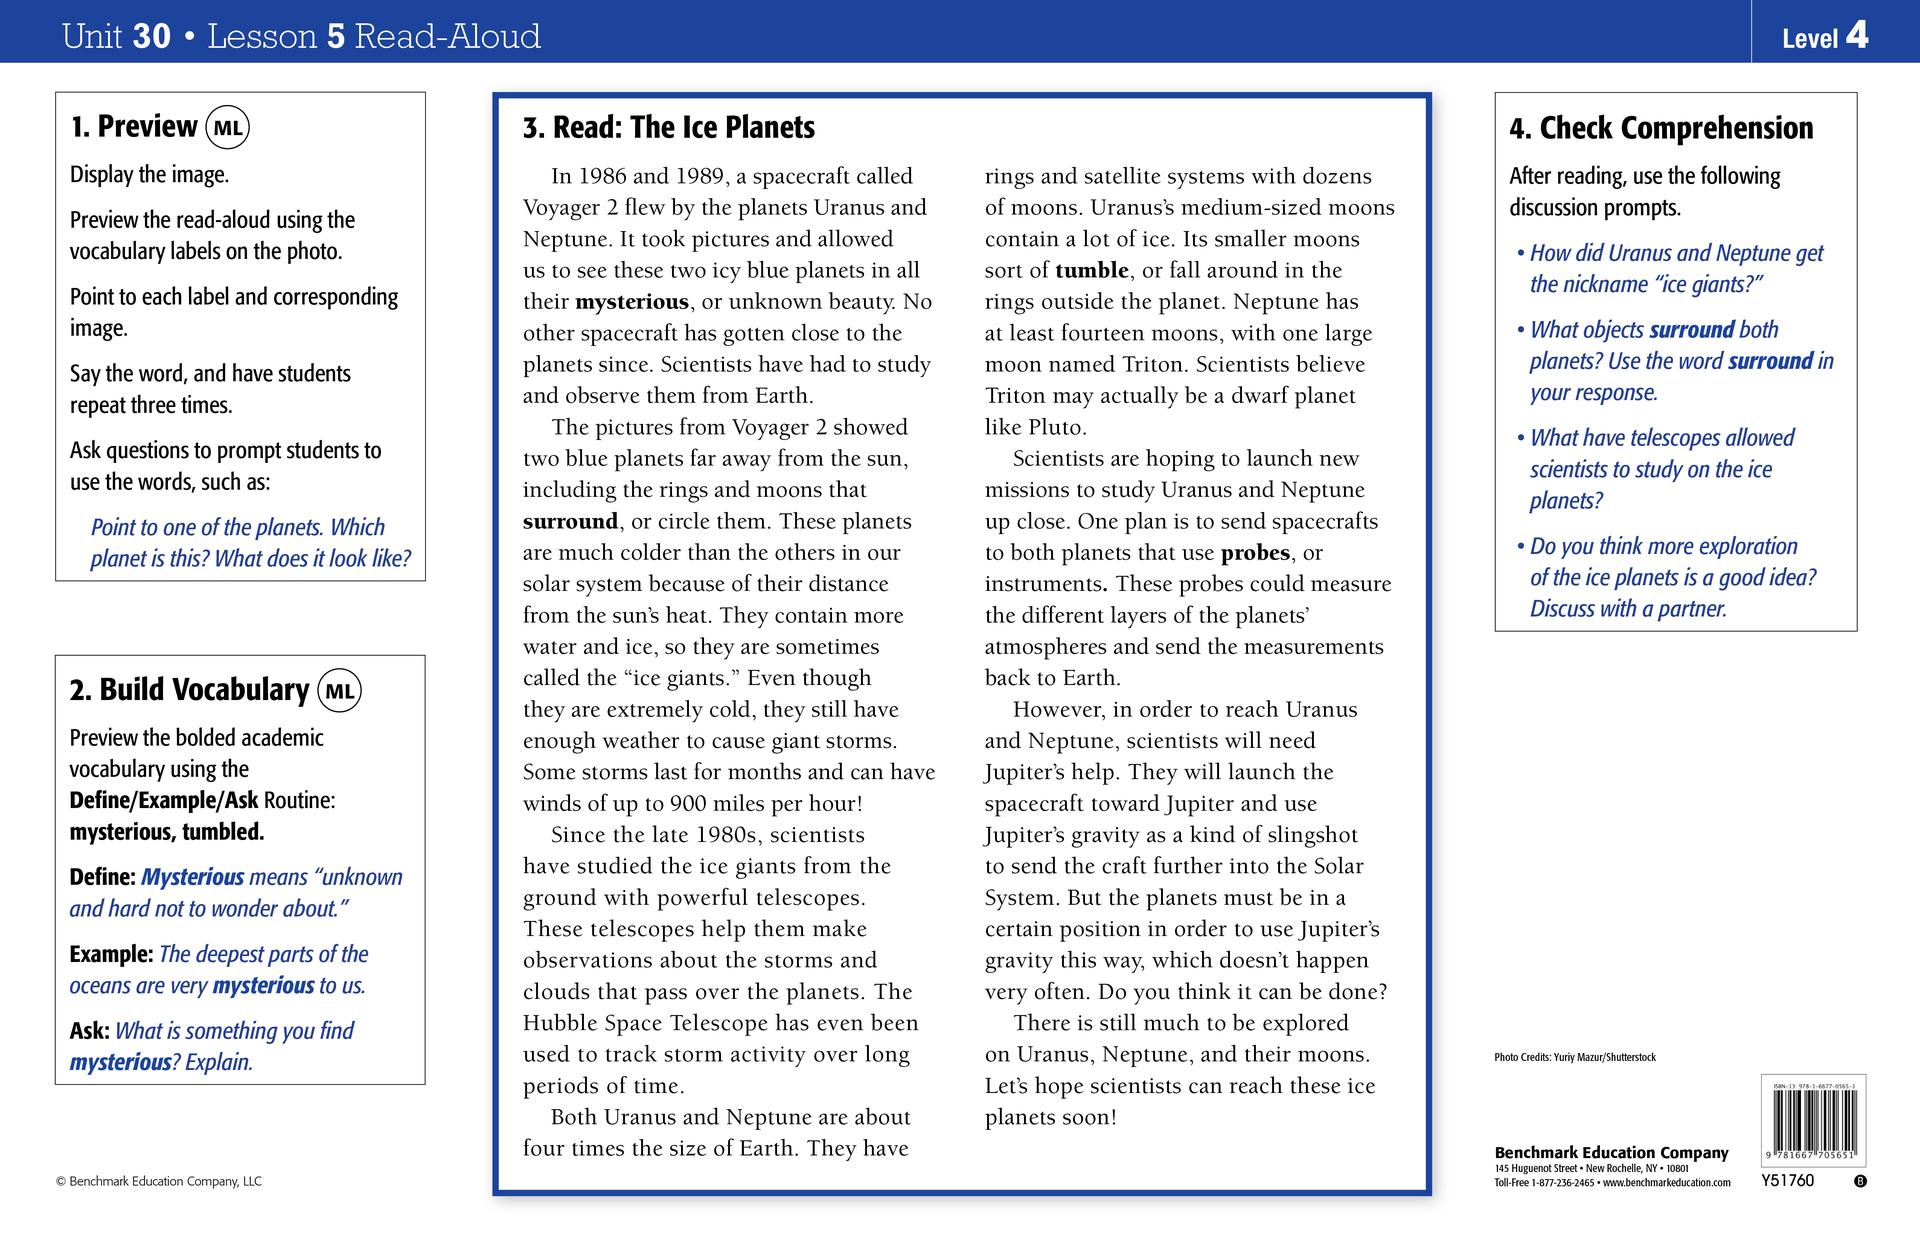 Unit 30 • Lesson 5 Read-Aloud
Level 4
1. Preview ML
Display the image.
Preview the read-aloud using the
vocabulary labels on the photo.
Point to each label and corresponding
image.
Say the word, and have students
repeat three times.
Ask questions to prompt students to
use the words, such as:
Point to one of the planets. Which
planet is this? What does it look like?
2. Build Vocabulary ML
Preview the bolded academic
vocabulary using the
Define/Example/Ask Routine:
mysterious, tumbled.
Define: Mysterious means “unknown
and hard not to wonder about.”
Example: The deepest parts of the
oceans are very mysterious to us.
Ask: What is something you find
mysterious? Explain.
© Benchmark Education Company, LLC
3. Read: The Ice Planets
In 1986 and 1989, a spacecraft called
Voyager 2 flew by the planets Uranus and
Neptune. It took pictures and allowed
us to see these two icy blue planets in all
their mysterious, or unknown beauty. No
other spacecraft has gotten close to the
planets since. Scientists have had to study
and observe them from Earth.
The pictures from Voyager 2 showed
two blue planets far away from the sun,
including the rings and moons that
surround, or circle them. These planets
are much colder than the others in our
solar system because of their distance
from the sun’s heat. They contain more
water and ice, so they are sometimes
called the “ice giants.” Even though
they are extremely cold, they still have
enough weather to cause giant storms.
Some storms last for months and can have
winds of up to 900 miles per hour!
Since the late 1980s, scientists
have studied the ice giants from the
ground with powerful telescopes.
These telescopes help them make
observations about the storms and
clouds that pass over the planets. The
Hubble Space Telescope has even been
used to track storm activity over long
periods of time.
Both Uranus and Neptune are about
four times the size of Earth. They have
rings and satellite systems with dozens
of moons. Uranus’s medium-sized moons
contain a lot of ice. Its smaller moons
sort of tumble, or fall around in the
rings outside the planet. Neptune has
at least fourteen moons, with one large
moon named Triton. Scientists believe
Triton may actually be a dwarf planet
like Pluto.
Scientists are hoping to launch new
missions to study Uranus and Neptune
up close. One plan is to send spacecrafts
to both planets that use probes, or
instruments. These probes could measure
the different layers of the planets’
atmospheres and send the measurements
back to Earth.
However, in order to reach Uranus
and Neptune, scientists will need
Jupiter’s help. They will launch the
spacecraft toward Jupiter and use
Jupiter’s gravity as a kind of slingshot
to send the craft further into the Solar
System. But the planets must be in a
certain position in order to use Jupiter’s
gravity this way, which doesn’t happen
very often. Do you think it can be done?
There is still much to be explored
on Uranus, Neptune, and their moons.
Let’s hope scientists can reach these ice
planets soon!
4. Check Comprehension
After reading, use the following
discussion prompts.
• How did Uranus and Neptune get
the nickname “ice giants?”
• What objects surround both
planets? Use the word surround in
your response.
• What have telescopes allowed
scientists to study on the ice
planets?
• Do you think more exploration
of the ice planets is a good idea?
Discuss with a partner.
Photo Credits: Yuriy Mazur/Shutterstock
Benchmark Education Company
145 Huguenot Street • New Rochelle, NY • 10801
Toll-Free 1-877-236-2465 • www.benchmarkeducation.com
ISBN-13 978-1-6677-0565-1
9 781667 705651
Y51760
B